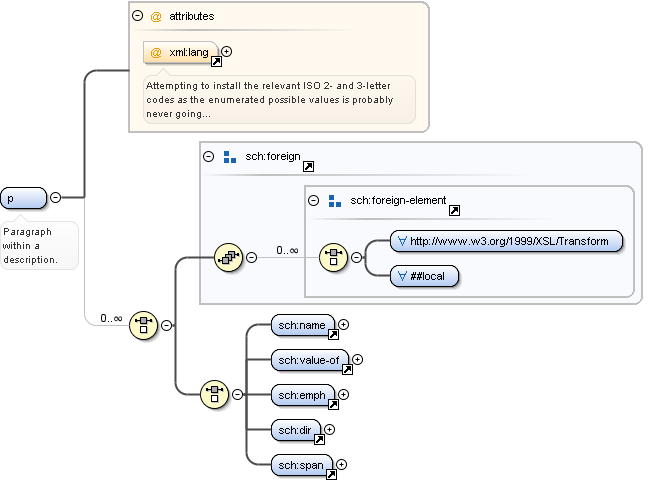 attributes
xml:lang
Attempting to install the relevant ISO 2- and 3-letter
codes as the enumerated possible values is probably
never going...
sch:foreign
sch:foreign-element
p
Paragraph
within a
description.
0..∞
∀ http://www.w3.org/1999/XSL/Transform
∀ ##local
0..∞
sch:name
sch:value-of
sch:emph
sch:dir
sch:span